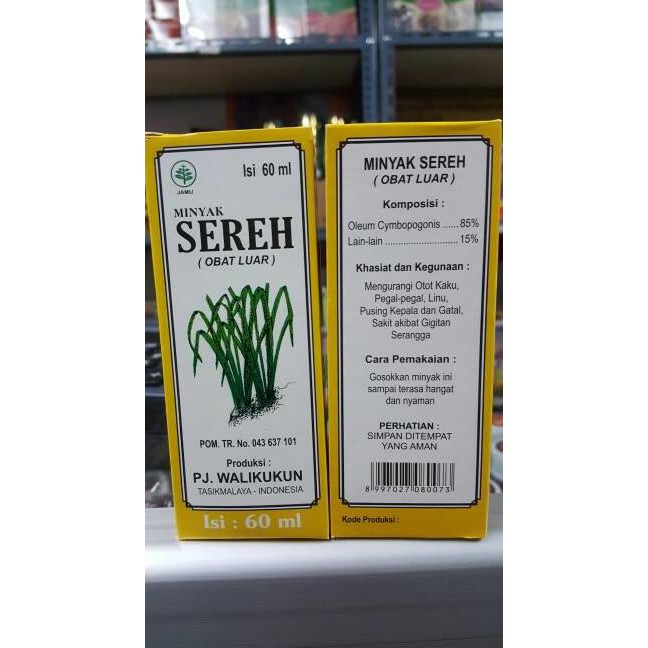 JAMU
Isi 60 ml
MINYAK
SEREH
( OBAT LUAR )
POM. TR. No. 043 637 101
Produksi :
PJ. WALIKUKUN
TASIKMALAYA - INDONESIA
Isi : 60 ml
MINYAK SEREH
( OBAT LUAR )
Komposisi :
Oleum Cymbopogonis ...... 85%
Lain-lain ........................... 15%
Khasiat dan Kegunaan :
Mengurangi Otot Kaku,
Pegal-pegal, Linu,
Pusing Kepala dan Gatal,
Sakit akibat Gigitan
Serangga
Cara Pemakaian :
Gosokkan minyak ini
sampai terasa hangat
dan nyaman
PERHATIAN :
SIMPAN DITEMPAT
YANG AMAN
8 997027 080073
Kode Produksi :